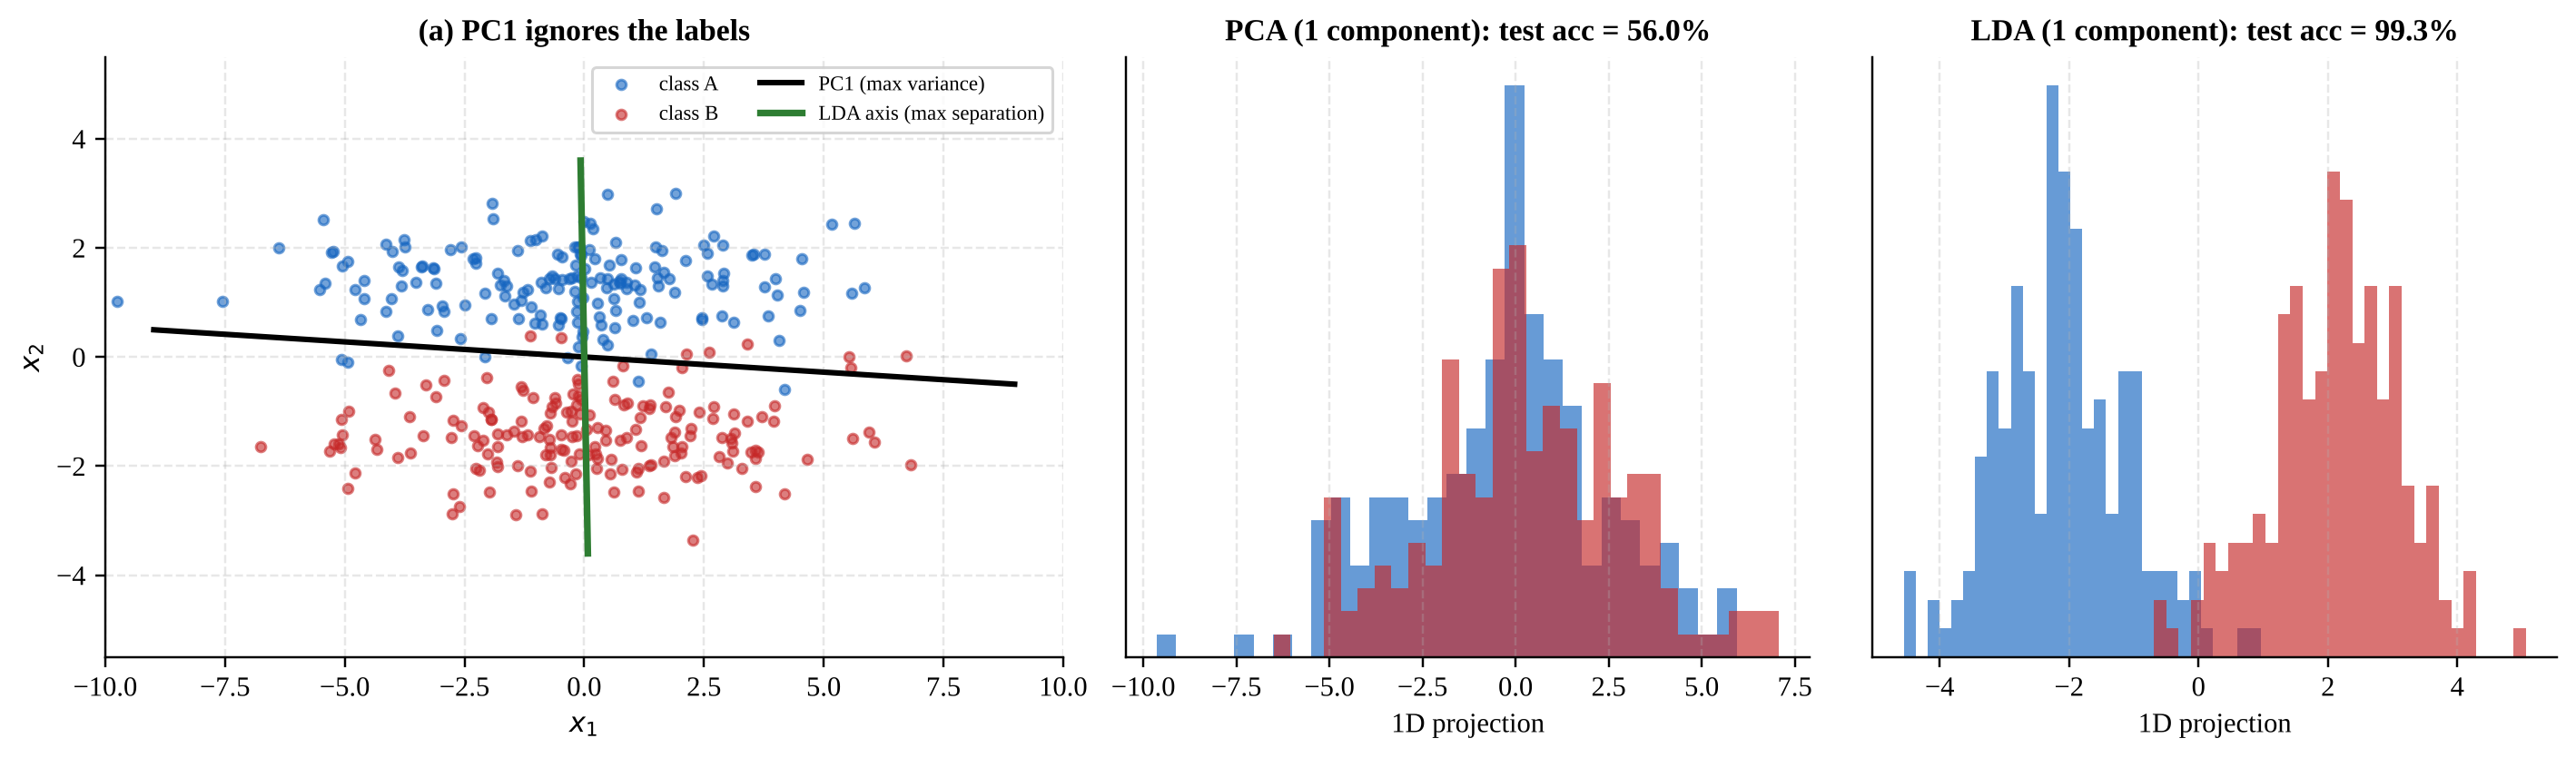 (a) PC1 ignores the labels
class A
class B
PC1 (max variance)
LDA axis (max separation)
4
2
0
−2
−4
x2
−10.0 −7.5 −5.0 −2.5 0.0 2.5 5.0 7.5 10.0
x1
PCA (1 component): test acc = 56.0%
−10.0 −7.5 −5.0 −2.5 0.0 2.5 5.0 7.5
1D projection
LDA (1 component): test acc = 99.3%
−4 −2 0 2 4
1D projection